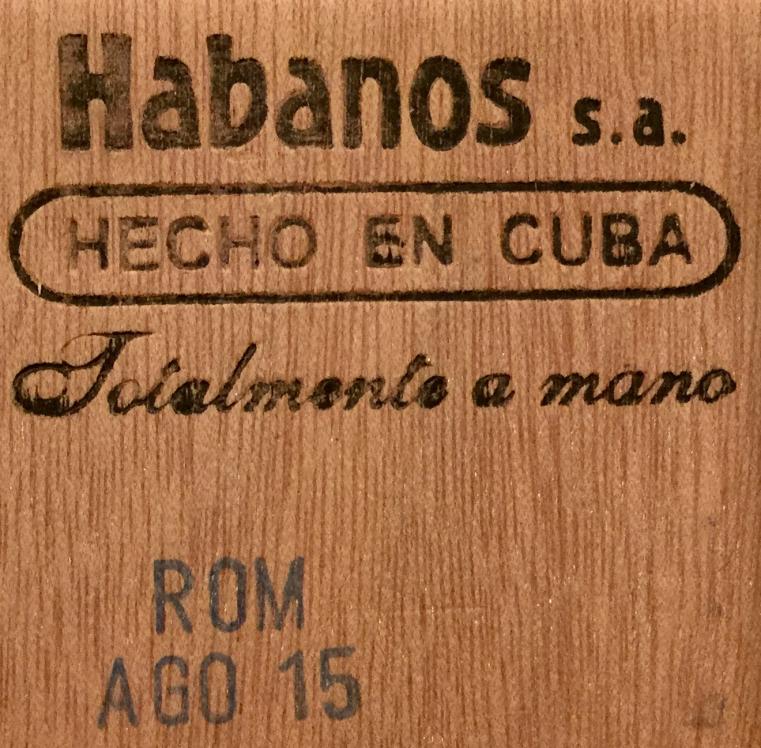 Habanos s.a.
HECHO EN CUBA
Totalmente a mano
ROM
AGO 15